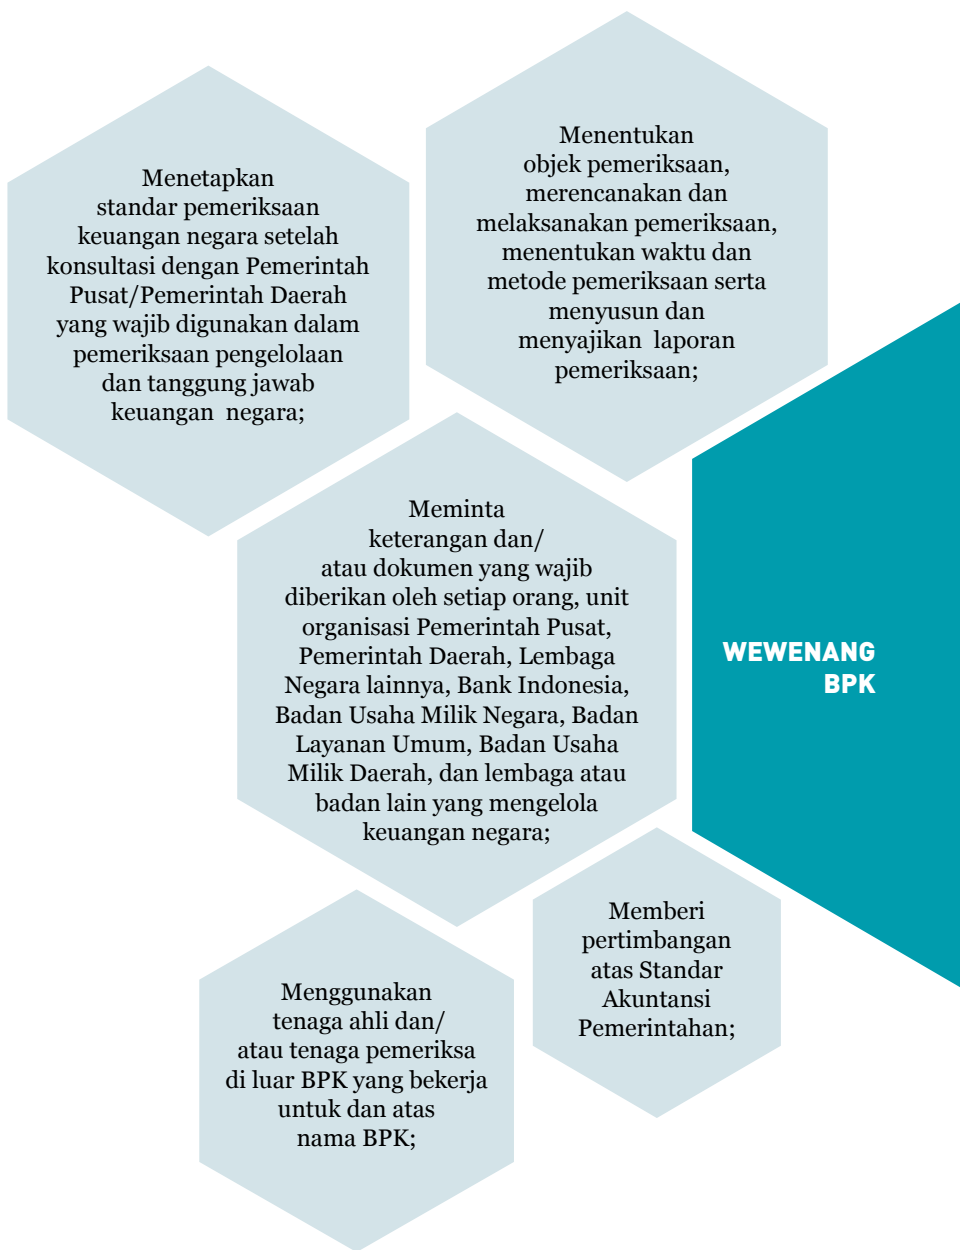 Menetapkan
standar pemeriksaan
keuangan negara setelah
konsultasi dengan Pemerintah
Pusat/Pemerintah Daerah
yang wajib digunakan dalam
pemeriksaan pengelolaan
dan tanggung jawab
keuangan negara;
Menentukan
objek pemeriksaan,
merencanakan dan
melaksanakan pemeriksaan,
menentukan waktu dan
metode pemeriksaan serta
menyusun dan
menyajikan laporan
pemeriksaan;
Meminta
keterangan dan/
atau dokumen yang wajib
diberikan oleh setiap orang, unit
organisasi Pemerintah Pusat,
Pemerintah Daerah, Lembaga
Negara lainnya, Bank Indonesia,
Badan Usaha Milik Negara, Badan
Layanan Umum, Badan Usaha
Milik Daerah, dan lembaga atau
badan lain yang mengelola
keuangan negara;
WEWENANG
BPK
Memberi
pertimbangan
atas Standar
Akuntansi
Pemerintahan;
Menggunakan
tenaga ahli dan/
atau tenaga pemeriksa
di luar BPK yang bekerja
untuk dan atas
nama BPK;